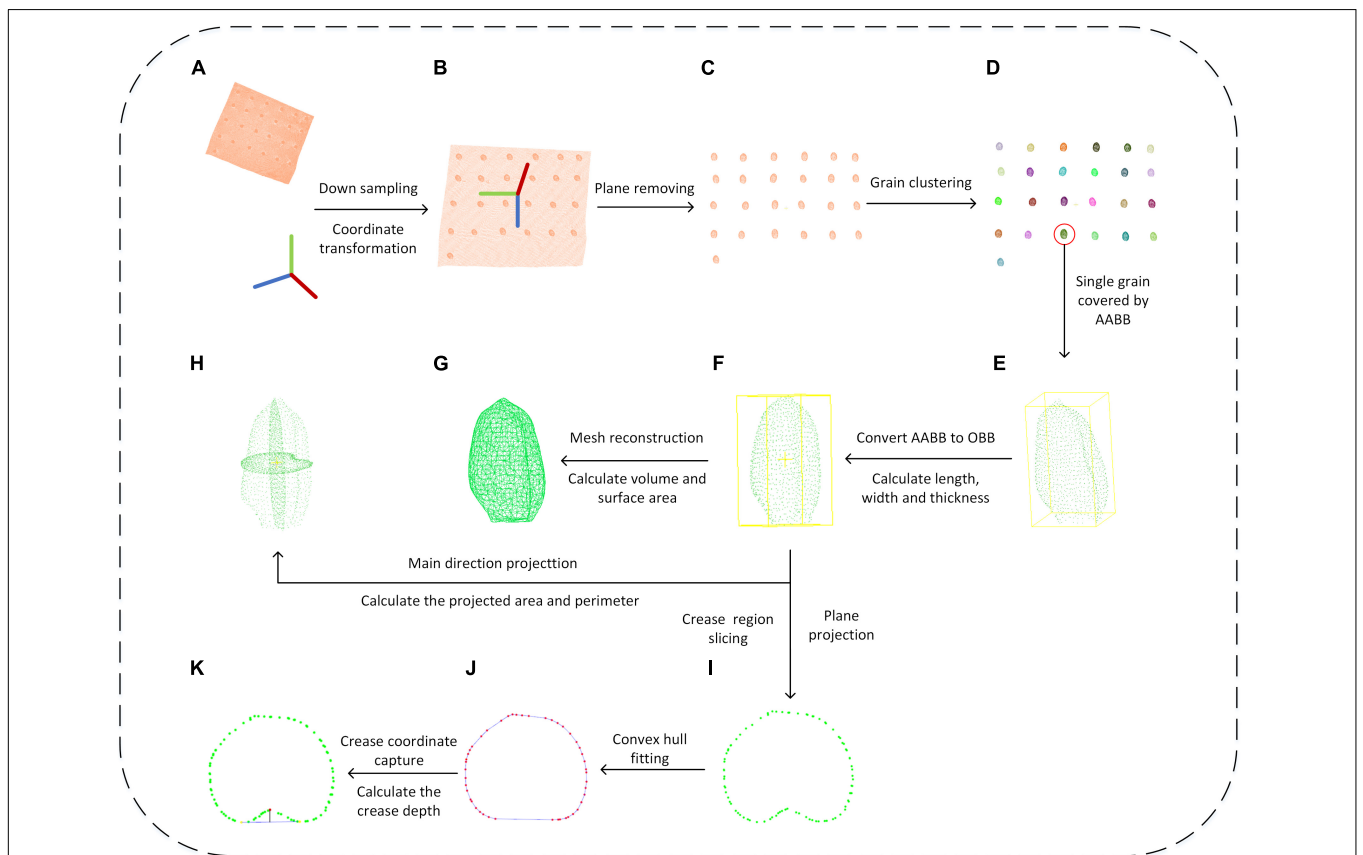 A
B
C
D
Down sampling
Coordinate
transformation
Plane removing
Grain clustering
Single grain
covered by
AABB
H
G
F
E
Mesh reconstruction
Calculate volume and
surface area
Convert AABB to OBB
Calculate length,
width and thickness
Main direction projecttion
Calculate the projected area and perimeter
Crease region
slicing
Plane
projection
K
J
I
Crease coordinate
capture
Calculate the
crease depth
Convex hull
fitting